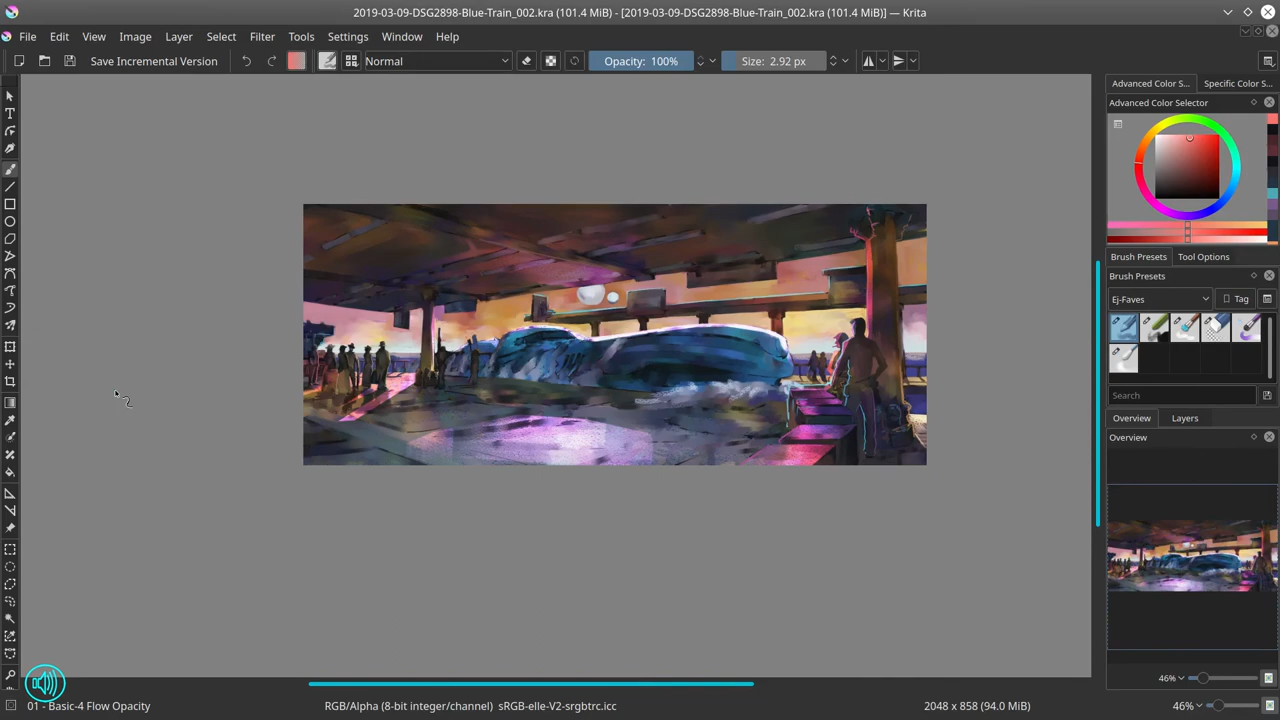 2019-03-09-DSG2898-Blue-Train_002.kra (101.4 MiB) - [2019-03-09-DSG2898-Blue-Train_002.kra (101.4 MiB)] — Krita
File Edit View Image Layer Select Filter Tools Settings Window Help
Save Incremental Version Normal Opacity: 100% Size: 2.92 px
Advanced Color S... Specific Color S...
Advanced Color Selector
Brush Presets Tool Options
Brush Presets
Ej-Faves Tag
Search
Overview Layers
Overview
46%
01 - Basic-4 Flow Opacity RGB/Alpha (8-bit integer/channel) sRGB-elle-V2-srgbtrc.icc 2048 x 858 (94.0 MiB) 46%